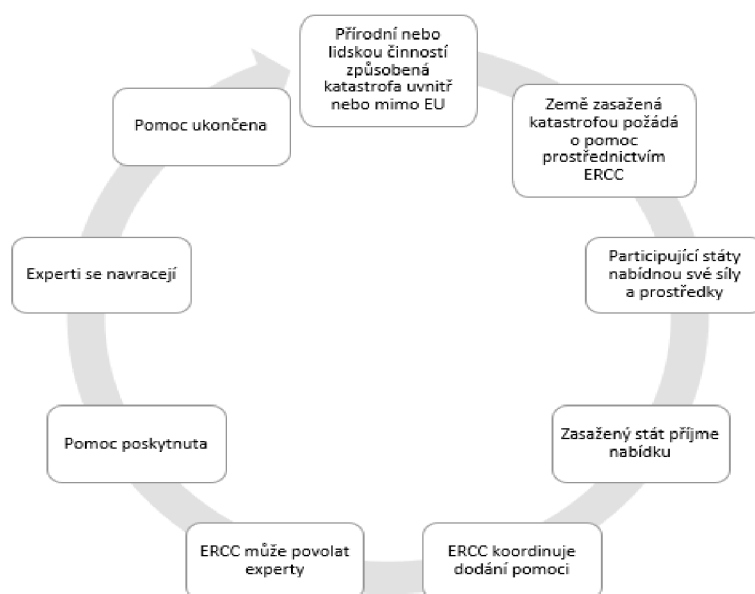 Přírodní nebo
lidskou činností
způsobená
katastrofa uvnitř
nebo mimo EU
Země zasažená
katastrofou požádá
o pomoc
prostřednictvím
ERCC
Participující státy
nabídnou své síly
a prostředky
Zasažený stát příjme
nabídku
ERCC koordinuje
dodání pomoci
ERCC může povolat
experty
Pomoc poskytnuta
Experti se navracejí
Pomoc ukončena